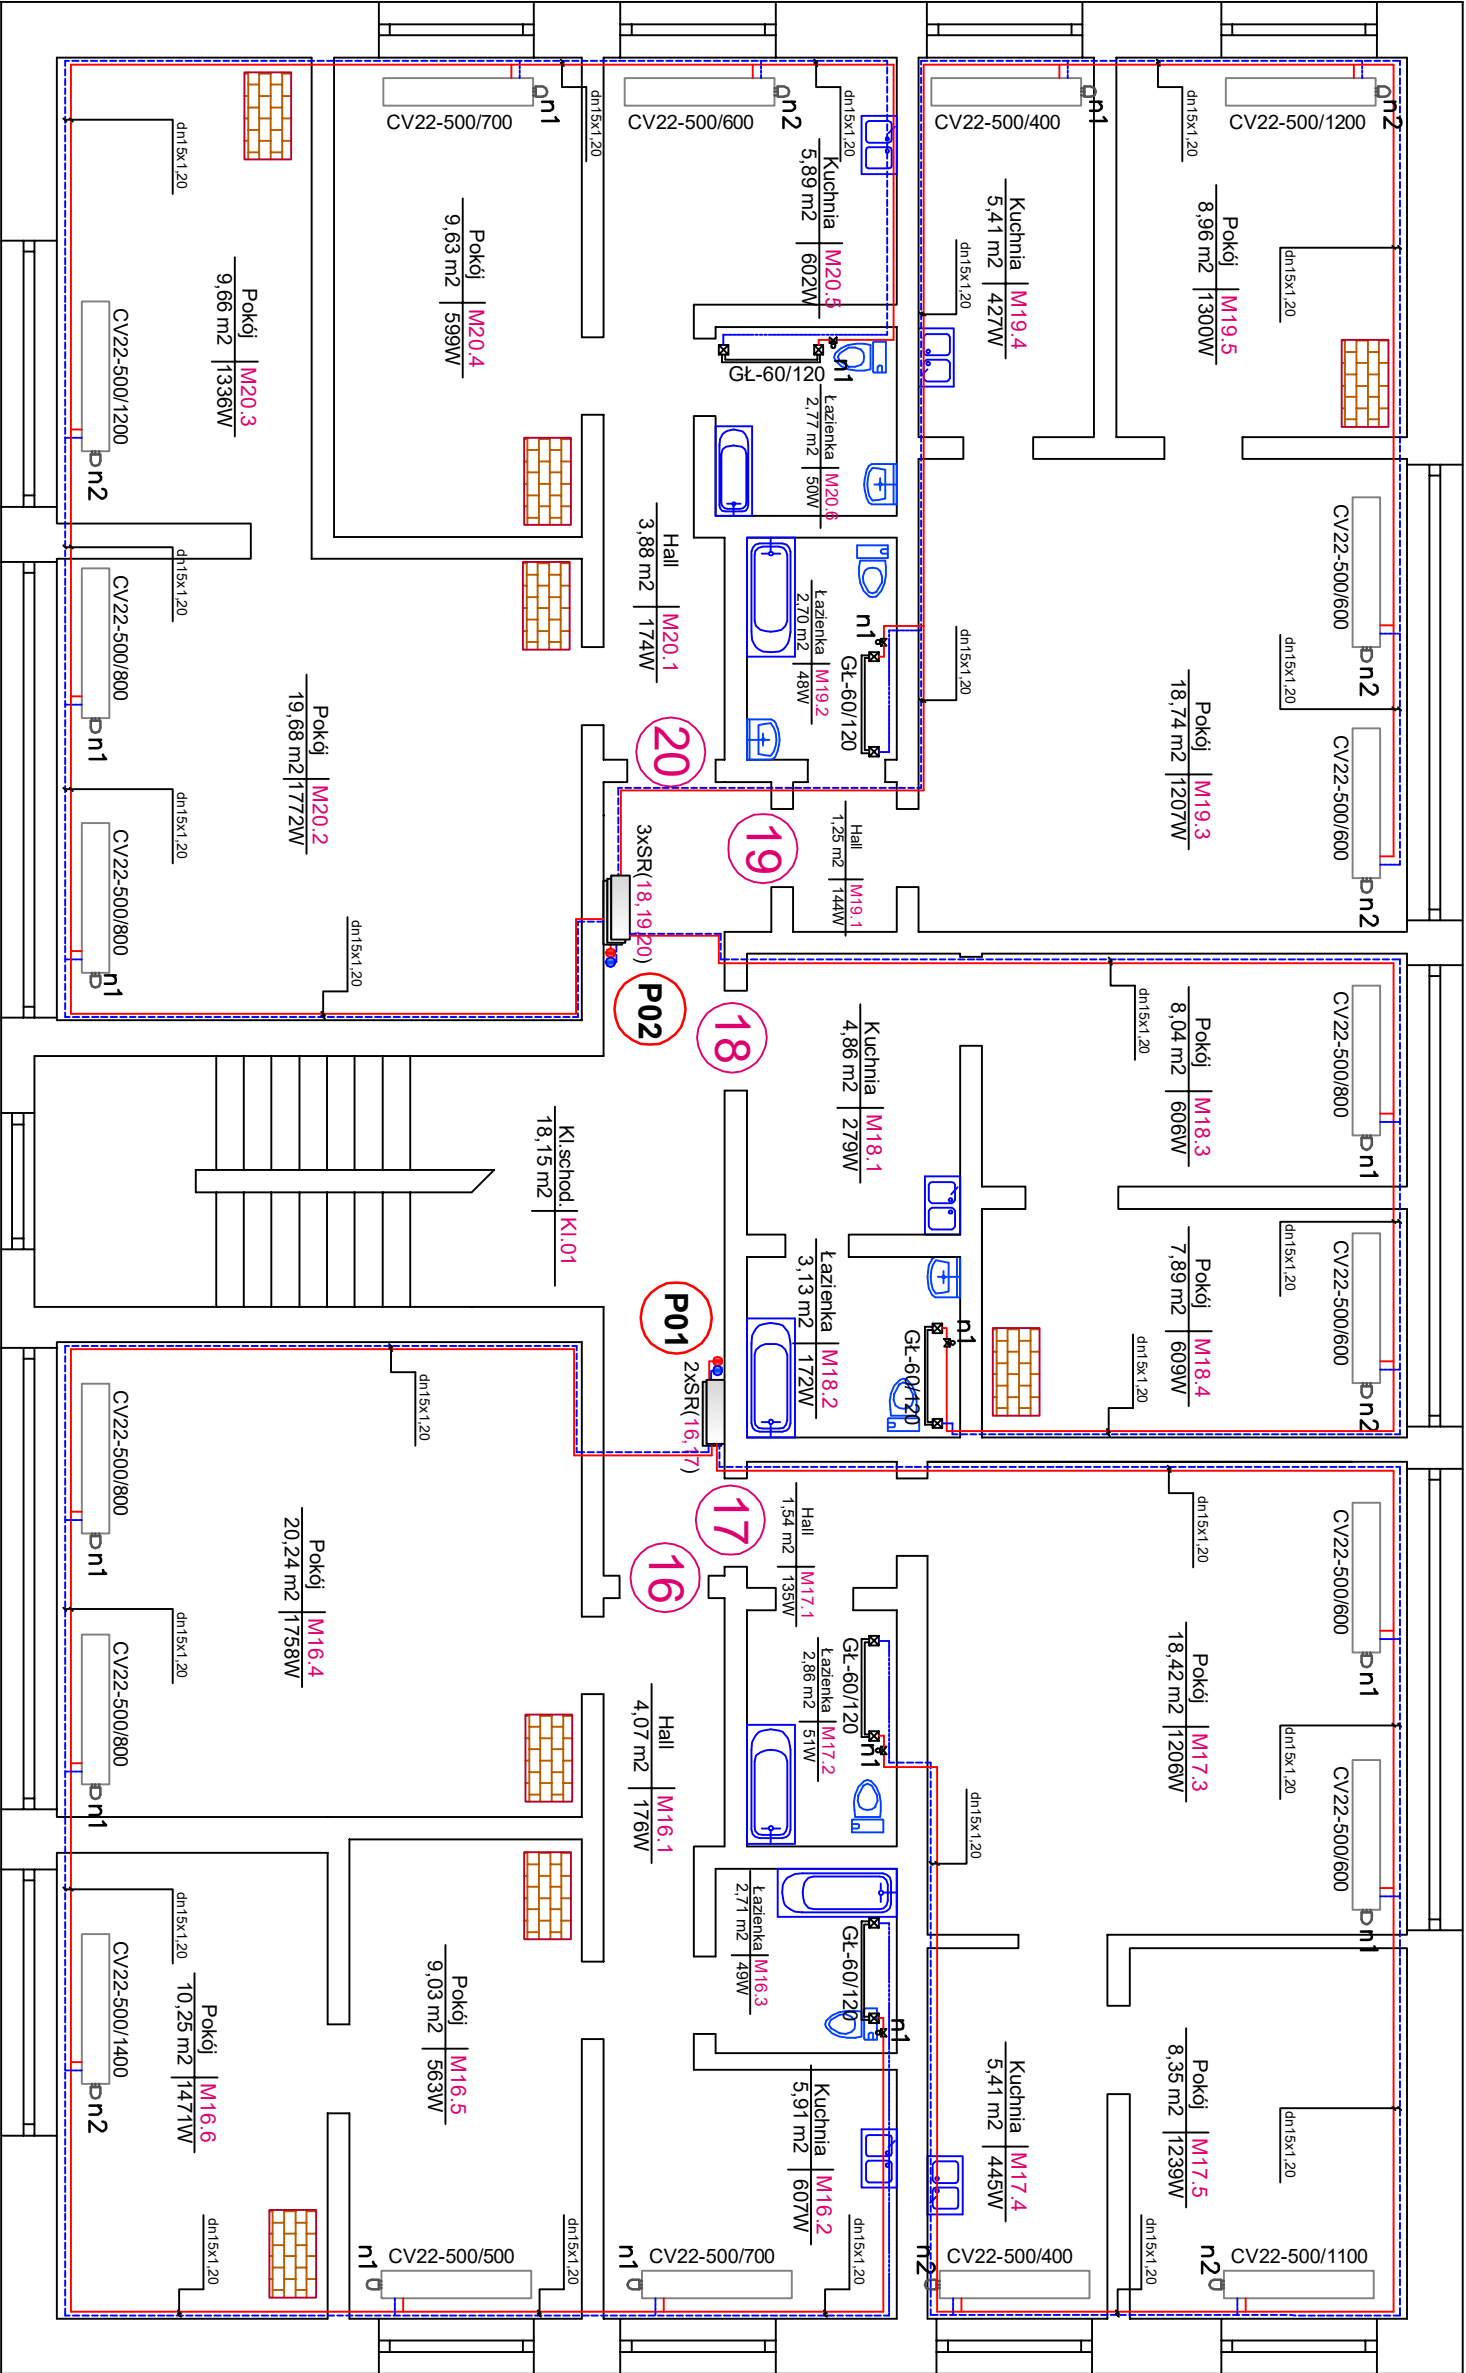 CV22-500/700
n1
dn15x1,20
CV22-500/600
n2
dn15x1,20
CV22-500/400
n1
dn15x1,20
CV22-500/1200
n2
dn15x1,20
Pokój
M20.3
9,66 m2
1336W
CV22-500/1200
n2
Pokój
M20.4
9,63 m2
599W
Kuchnia
M20.5
5,89 m2
602W
Kuchnia
M19.4
5,41 m2
427W
dn15x1,20
Pokój
M19.5
8,96 m2
1300W
dn15x1,20
GŁ-60/120
n1
Łazienka
M20.6
2,77 m2
50W
dn15x1,20
CV22-500/800
n1
Pokój
M20.2
19,68 m2
1772W
Hall
M20.1
3,88 m2
174W
Łazienka
M19.2
2,70 m2
48W
n1
GŁ-60/120
dn15x1,20
Pokój
M19.3
18,74 m2
1207W
dn15x1,20
CV22-500/600
n2
CV22-500/600
n2
20
19
Hall
M19.1
1,25 m2
144W
dn15x1,20
CV22-500/800
n1
dn15x1,20
3xSR(18,19,20)
P02
18
dn15x1,20
Kuchnia
M18.1
4,86 m2
279W
Pokój
M18.3
8,04 m2
606W
CV22-500/800
n1
Kl.schod.
Kl.01
18,15 m2
Łazienka
M18.2
3,13 m2
172W
GŁ-60/120
n1
Pokój
M18.4
7,89 m2
609W
dn15x1,20
dn15x1,20
CV22-500/600
n2
P01
2xSR(16,17)
dn15x1,20
CV22-500/800
n1
17
16
Hall
M17.1
1,54 m2
135W
dn15x1,20
CV22-500/600
n1
Pokój
M16.4
20,24 m2
1758W
dn15x1,20
CV22-500/800
n1
Hall
M16.1
4,07 m2
176W
Łazienka
M17.2
2,86 m2
51W
GŁ-60/120
n1
Pokój
M17.3
18,42 m2
1206W
dn15x1,20
CV22-500/600
n1
dn15x1,20
dn15x1,20
CV22-500/1400
n2
Pokój
M16.6
10,25 m2
1471W
Pokój
M16.5
9,03 m2
563W
Łazienka
M16.3
2,71 m2
49W
GŁ-60/120
n1
Kuchnia
M16.2
5,91 m2
607W
Kuchnia
M17.4
5,41 m2
445W
Pokój
M17.5
8,35 m2
1239W
dn15x1,20
dn15x1,20
n1
CV22-500/500
dn15x1,20
n1
CV22-500/700
dn15x1,20
n2
CV22-500/400
dn15x1,20
n2
CV22-500/1100